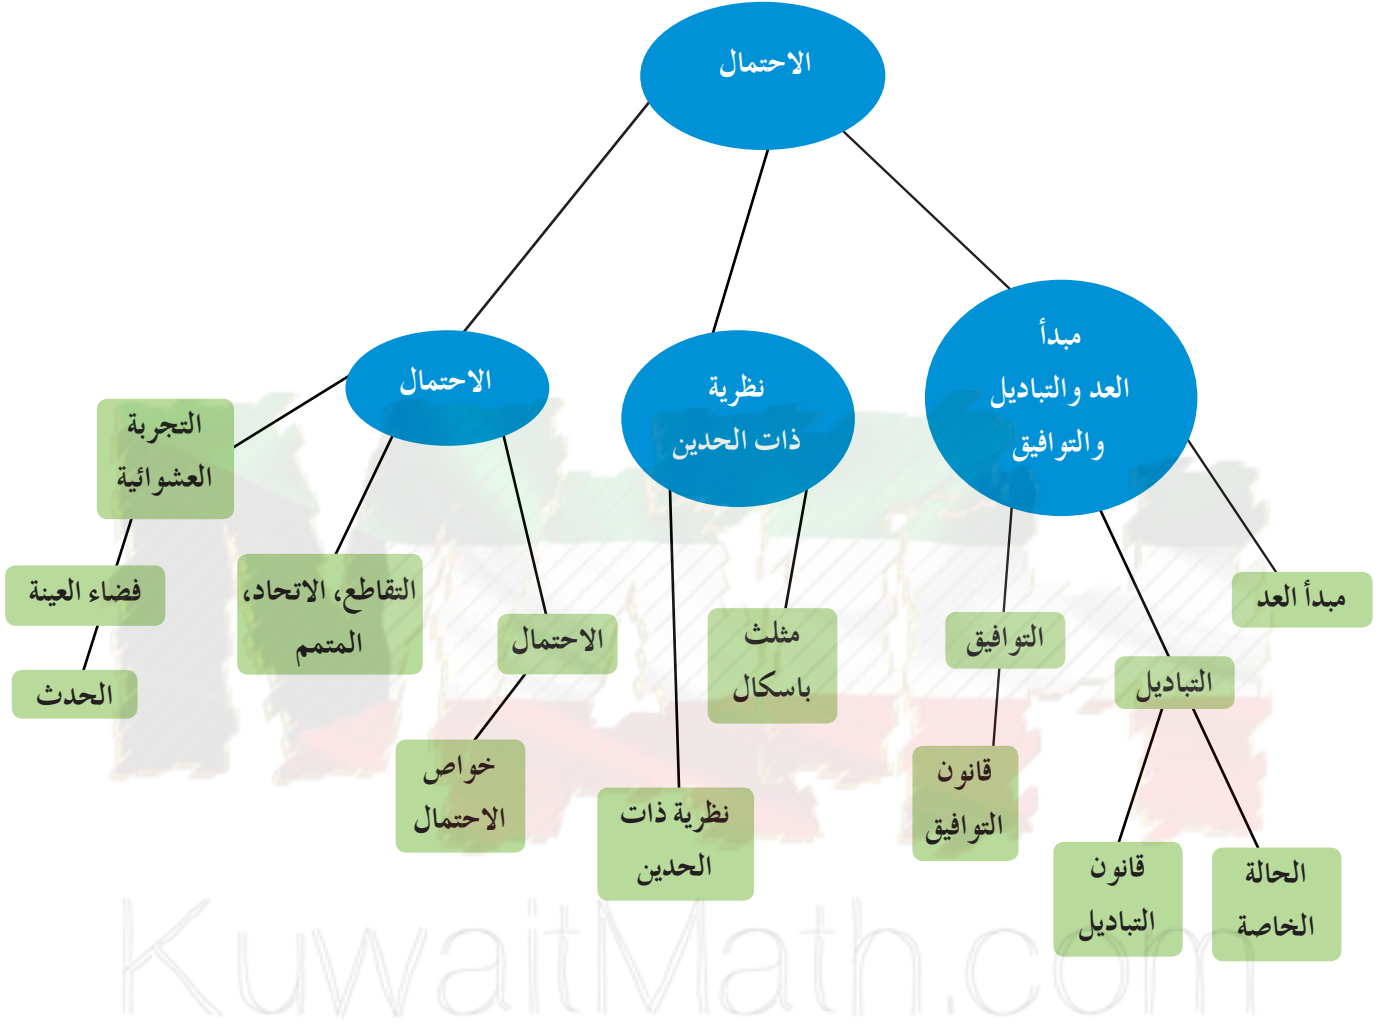 الاحتمال
مبدأ
العد والتباديل
والتوافيق
نظرية
ذات الحدين
الاحتمال
مبدأ العد
التباديل
الحالة
الخاصة
قانون
التباديل
التوافيق
قانون
التوافيق
مثلث
باسكال
نظرية ذات
الحدين
الاحتمال
خواص
الاحتمال
التقاطع، الاتحاد،
المتمم
التجربة
العشوائية
فضاء العينة
الحدث
KuwaitMath.com